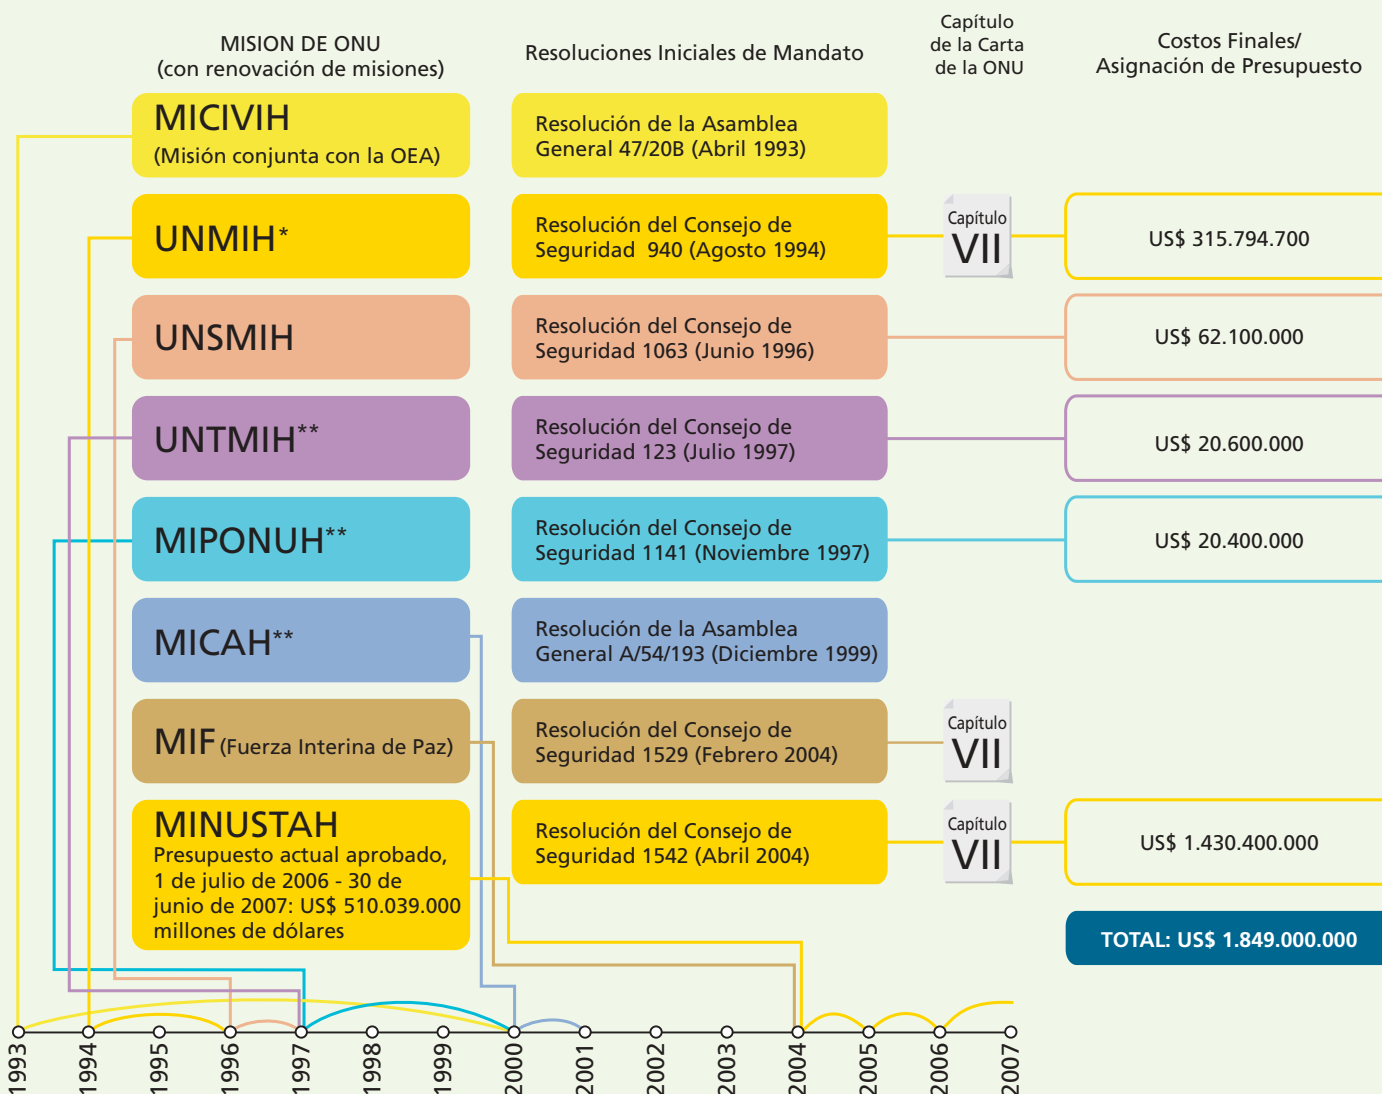 MISION DE ONU
(con renovación de misiones)
Resoluciones Iniciales de Mandato
Capítulo
de la Carta
de la ONU
Costos Finales/
Asignación de Presupuesto
MICIVIH
(Misión conjunta con la OEA)
Resolución de la Asamblea
General 47/20B (Abril 1993)
UNMIH*
Resolución del Consejo de
Seguridad 940 (Agosto 1994)
Capítulo
VII
US$ 315.794.700
UNSMIH
Resolución del Consejo de
Seguridad 1063 (Junio 1996)
US$ 62.100.000
UNTMIH**
Resolución del Consejo de
Seguridad 123 (Julio 1997)
US$ 20.600.000
MIPONUH**
Resolución del Consejo de
Seguridad 1141 (Noviembre 1997)
US$ 20.400.000
MICAH**
Resolución de la Asamblea
General A/54/193 (Diciembre 1999)
MIF (Fuerza Interina de Paz)
Resolución del Consejo de
Seguridad 1529 (Febrero 2004)
Capítulo
VII
MINUSTAH
Presupuesto actual aprobado,
1 de julio de 2006 - 30 de
junio de 2007: US$ 510.039.000
millones de dólares
Resolución del Consejo de
Seguridad 1542 (Abril 2004)
Capítulo
VII
US$ 1.430.400.000
TOTAL: US$ 1.849.000.000
1993
1994
1995
1996
1997
1998
1999
2000
2001
2002
2003
2004
2005
2006
2007